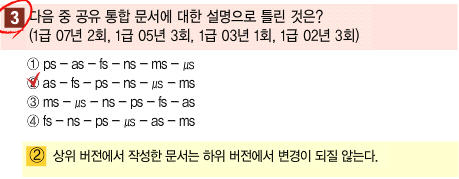 3 다음 중 공유 통합 문서에 대한 설명으로 틀린 것은?
(1급 07년 2회, 1급 05년 3회, 1급 03년 1회, 1급 02년 3회)
① ps – as – fs – ns – ms – μs
② as – fs – ps – ns – μs – ms
③ ms – μs – ns – ps – fs – as
④ fs – ns – ps – μs – as – ms
② 상위 버전에서 작성한 문서는 하위 버전에서 변경이 되질 않는다.